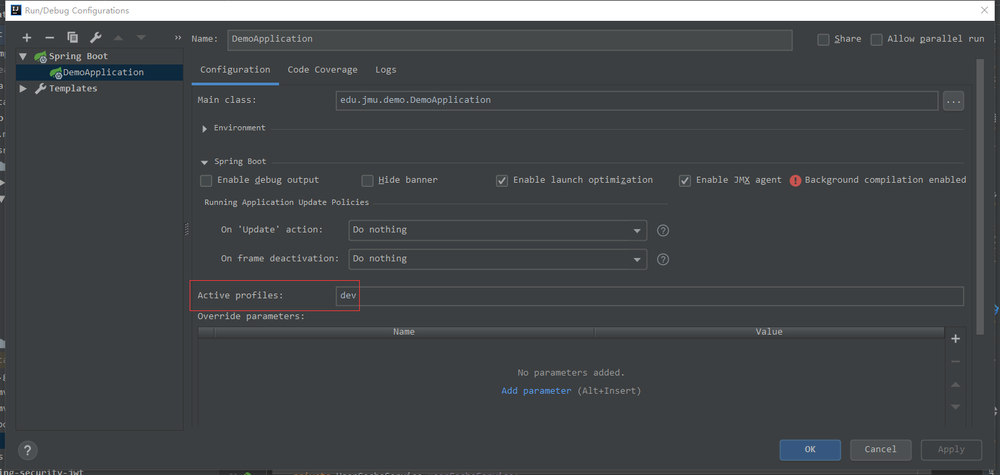 Run/Debug Configurations
Name: DemoApplication Share Allow parallel run
Spring Boot
DemoApplication
Templates
Configuration Code Coverage Logs
Main class: edu.jmu.demo.DemoApplication ...
Environment
Spring Boot
Enable debug output Hide banner Enable launch optimization Enable JMX agent Background compilation enabled
Running Application Update Policies
On 'Update' action: Do nothing ?
On frame deactivation: Do nothing ?
Active profiles: dev
Override parameters:
Name Value
No parameters added.
Add parameter (Alt+Insert)
? OK Cancel Apply
ing-security-jwt